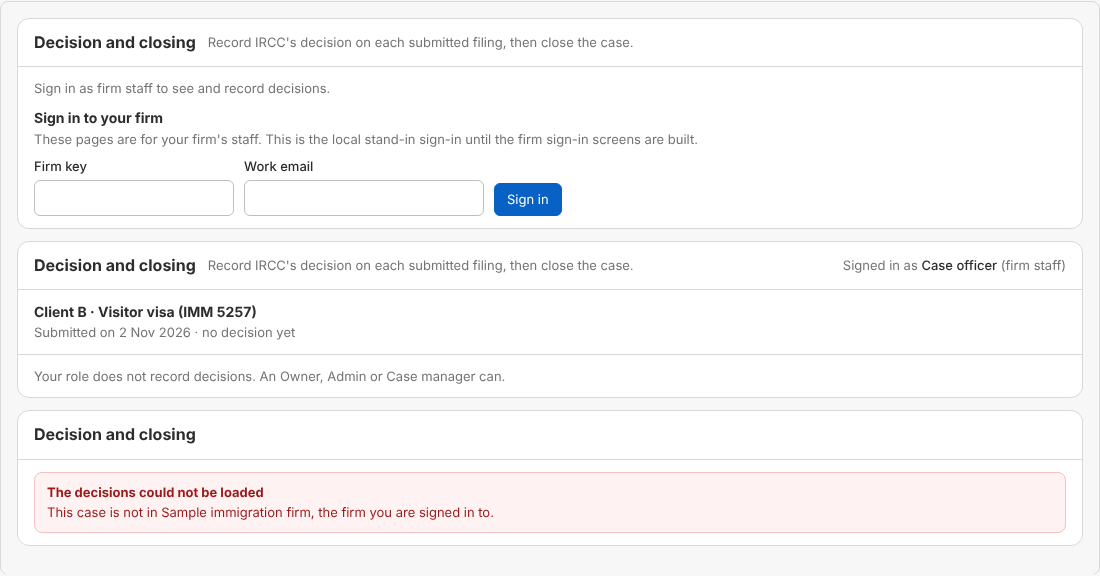 Decision and closing Record IRCC's decision on each submitted filing, then close the case.
Sign in as firm staff to see and record decisions.
Sign in to your firm
These pages are for your firm's staff. This is the local stand-in sign-in until the firm sign-in screens are built.
Firm key Work email
Sign in
Decision and closing Record IRCC's decision on each submitted filing, then close the case. Signed in as Case officer (firm staff)
Client B · Visitor visa (IMM 5257)
Submitted on 2 Nov 2026 · no decision yet
Your role does not record decisions. An Owner, Admin or Case manager can.
Decision and closing
The decisions could not be loaded
This case is not in Sample immigration firm, the firm you are signed in to.